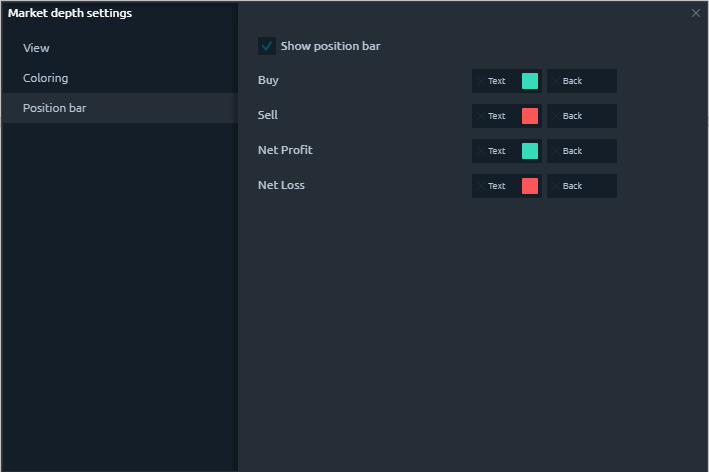 Market depth settings
View
Coloring
Position bar
Show position bar
Buy Text Back
Sell Text Back
Net Profit Text Back
Net Loss Text Back